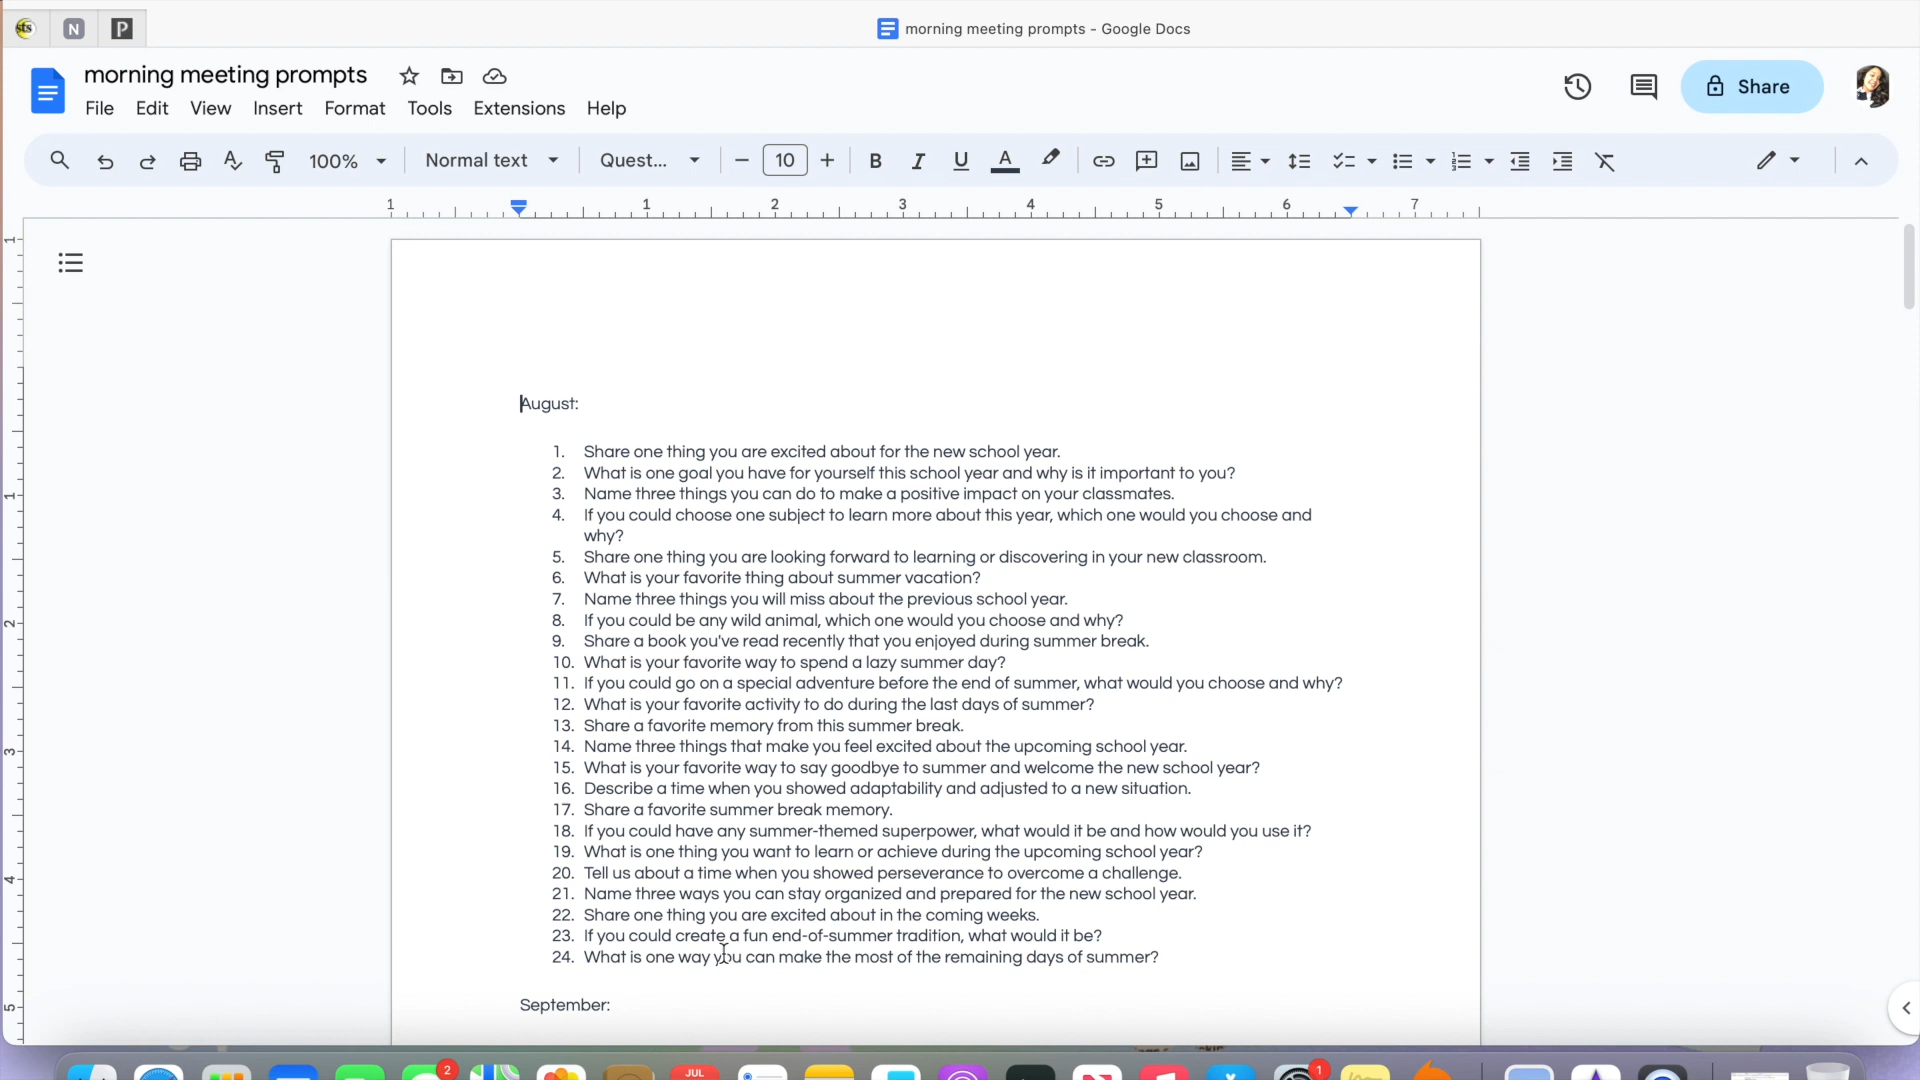 sts
N
P
morning meeting prompts - Google Docs
morning meeting prompts
File Edit View Insert Format Tools Extensions Help
Share
100% Normal text Quest... 10 B I U A
1 1 2 3 4 5 6 7
August:
1. Share one thing you are excited about for the new school year.
2. What is one goal you have for yourself this school year and why is it important to you?
3. Name three things you can do to make a positive impact on your classmates.
4. If you could choose one subject to learn more about this year, which one would you choose and
why?
5. Share one thing you are looking forward to learning or discovering in your new classroom.
6. What is your favorite thing about summer vacation?
7. Name three things you will miss about the previous school year.
8. If you could be any wild animal, which one would you choose and why?
9. Share a book you've read recently that you enjoyed during summer break.
10. What is your favorite way to spend a lazy summer day?
11. If you could go on a special adventure before the end of summer, what would you choose and why?
12. What is your favorite activity to do during the last days of summer?
13. Share a favorite memory from this summer break.
14. Name three things that make you feel excited about the upcoming school year.
15. What is your favorite way to say goodbye to summer and welcome the new school year?
16. Describe a time when you showed adaptability and adjusted to a new situation.
17. Share a favorite summer break memory.
18. If you could have any summer-themed superpower, what would it be and how would you use it?
19. What is one thing you want to learn or achieve during the upcoming school year?
20. Tell us about a time when you showed perseverance to overcome a challenge.
21. Name three ways you can stay organized and prepared for the new school year.
22. Share one thing you are excited about in the coming weeks.
23. If you could create a fun end-of-summer tradition, what would it be?
24. What is one way you can make the most of the remaining days of summer?
September:
1
1
2
3
4
5
2
JUL
1